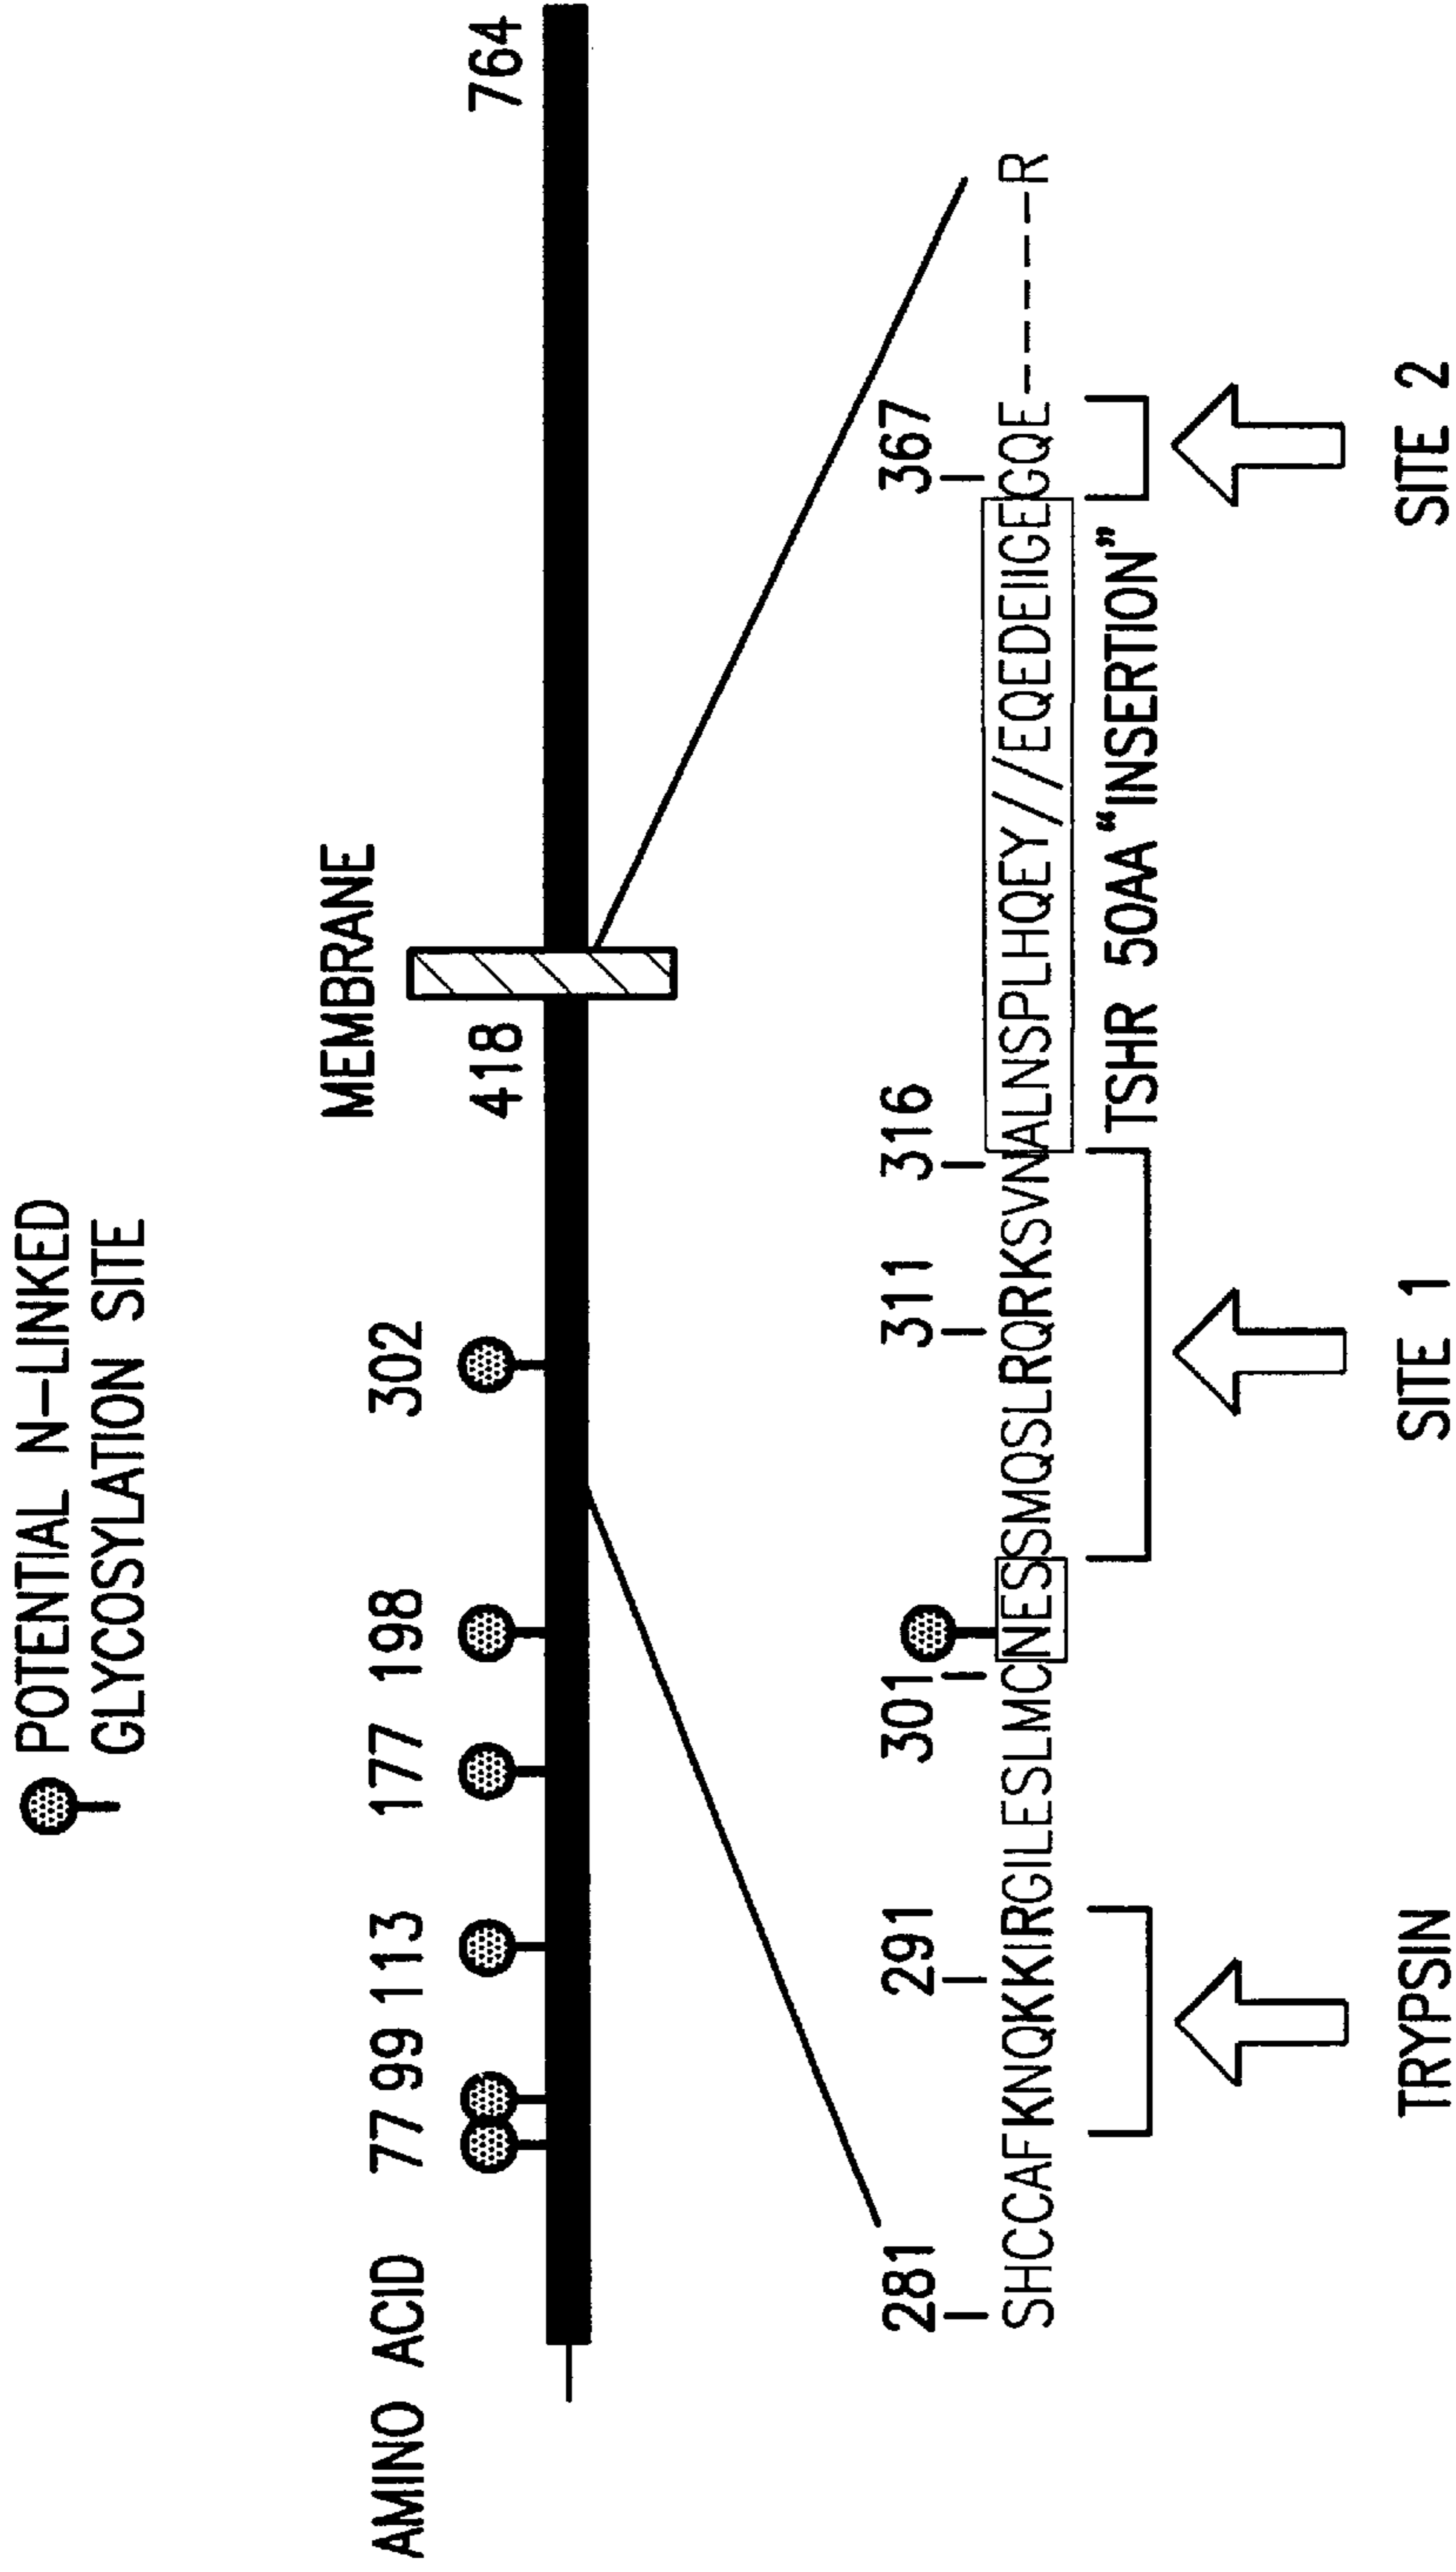 POTENTIAL N-LINKED
GLYCOSYLATION SITE
MEMBRANE
AMINO ACID 77 99 113 177 198 302
418 764
281 291 301 311 316 367
SHCCAFKNQKKIRGILESLMCNESSMQSLRQRKSVNALNSPLHQEY//EQEDEIIGEGQE------R
TSHR 50AA “INSERTION”
TRYPSIN SITE 1 SITE 2